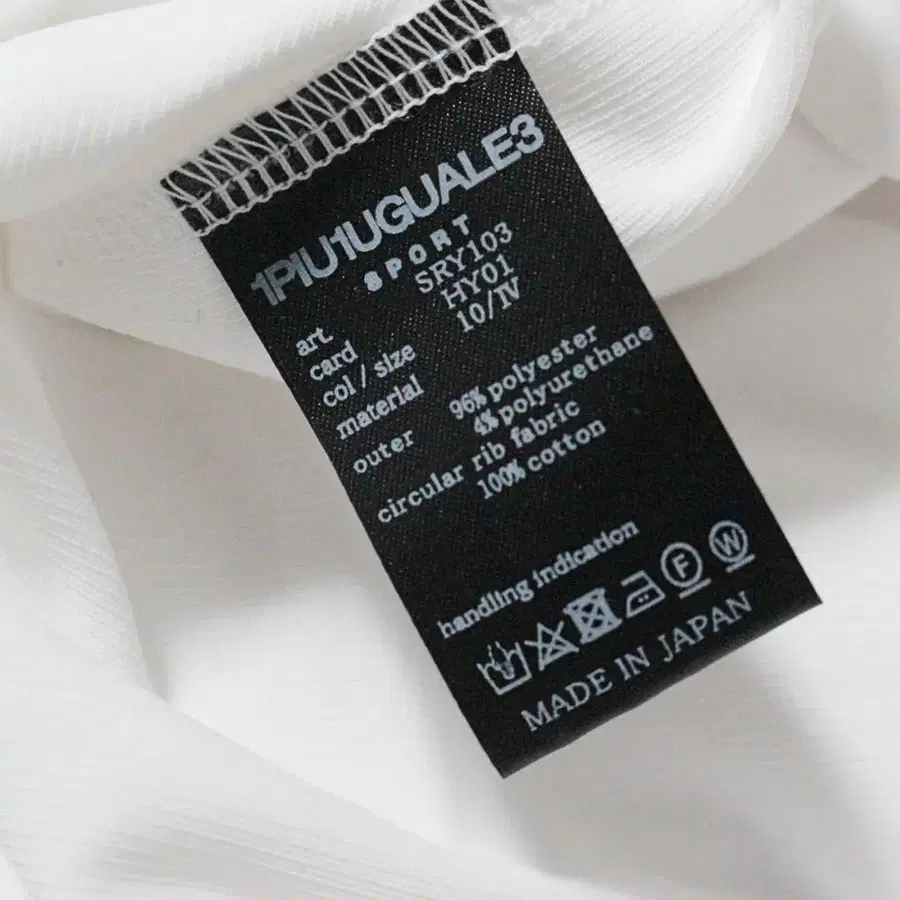 1PIU1UGUALE3
SPORT
art. SRY103
card HY01
col / size 10/IV
material
outer 96% polyester
4% polyurethane
circular rib fabric
100% cotton
handling indication
F W
MADE IN JAPAN